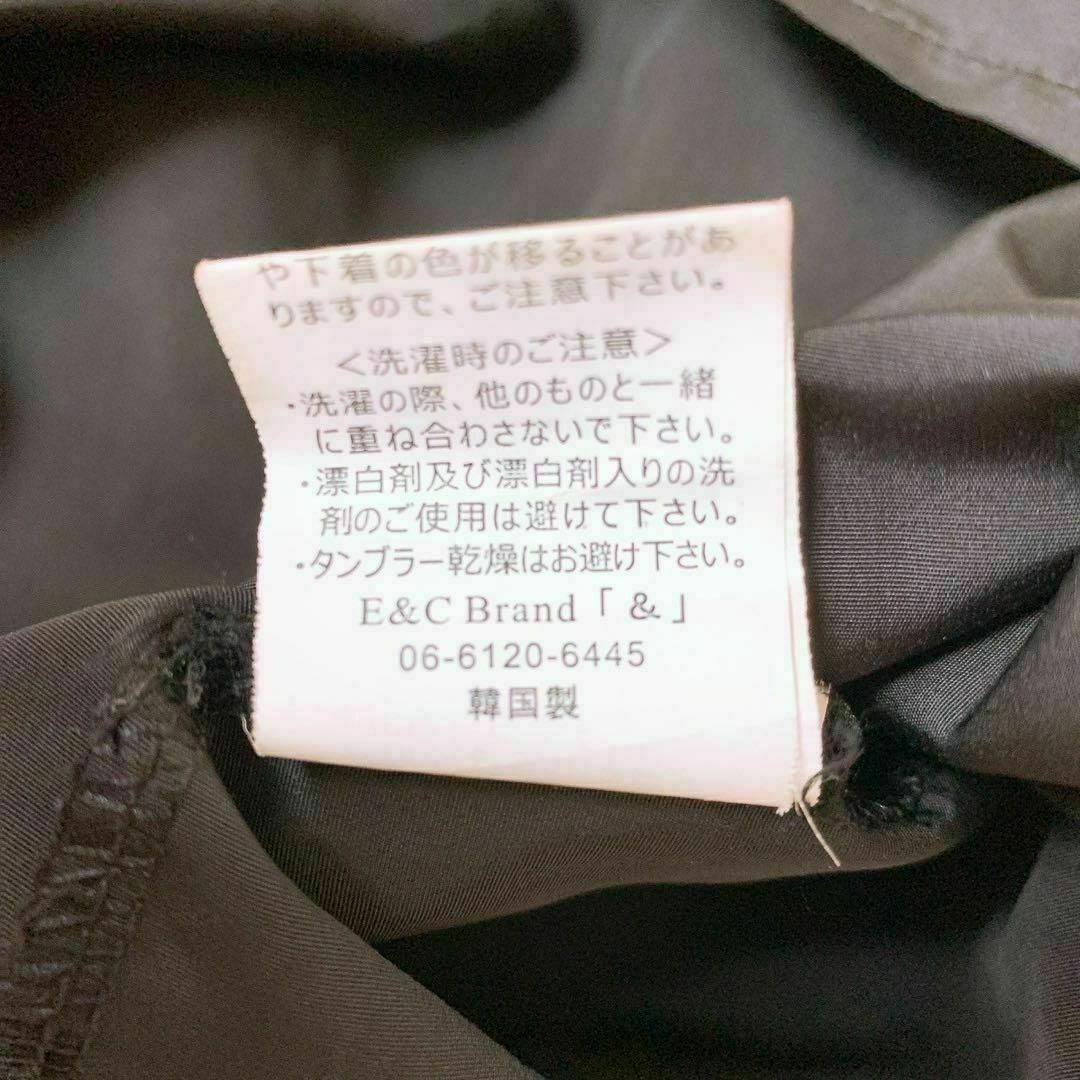 や下着の色が移ることがあ
りますので、ご注意下さい。
＜洗濯時のご注意＞
・洗濯の際、他のものと一緒
に重ね合わさないで下さい。
・漂白剤及び漂白剤入りの洗
剤のご使用は避けて下さい。
・タンブラー乾燥はお避け下さい。
E&C Brand「 & 」
06-6120-6445
韓国製